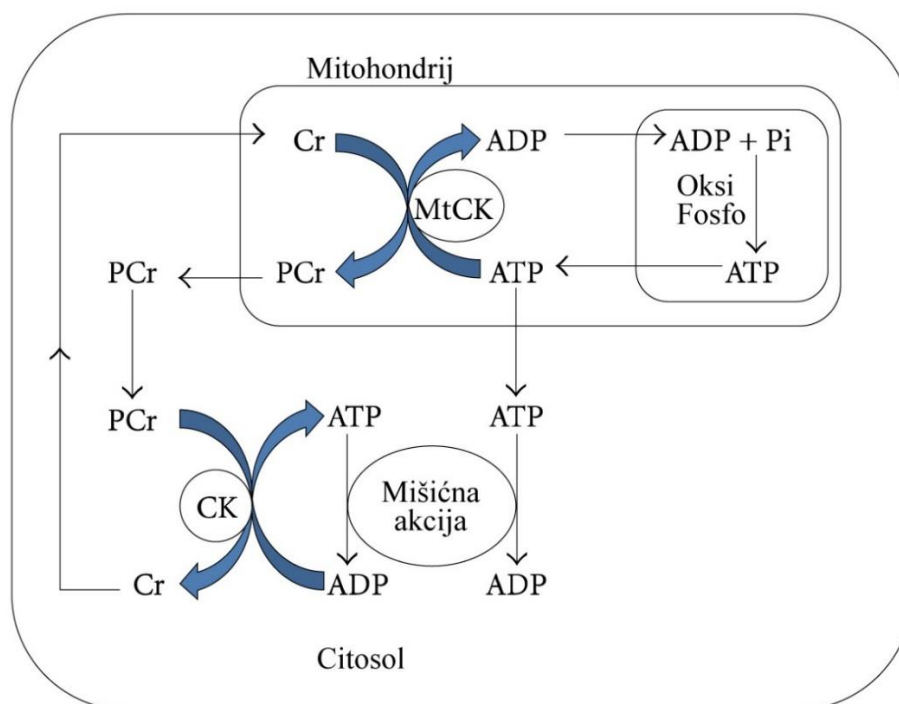 Mitohondrij
Cr
ADP
ADP + Pi
MtCK
Oksi
Fosfo
PCr
PCr
ATP
ATP
PCr
ATP
ATP
CK
Mišićna
akcija
Cr
ADP
ADP
Citosol